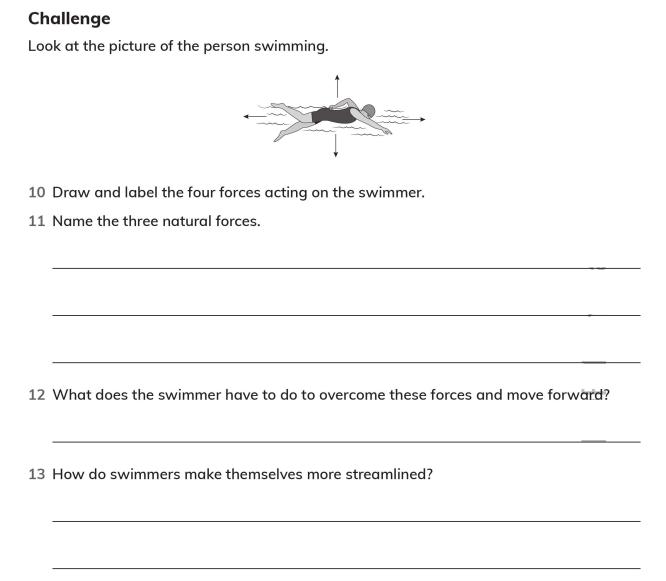 Challenge
Look at the picture of the person swimming.
10 Draw and label the four forces acting on the swimmer.
11 Name the three natural forces.
12 What does the swimmer have to do to overcome these forces and move forward?
13 How do swimmers make themselves more streamlined?